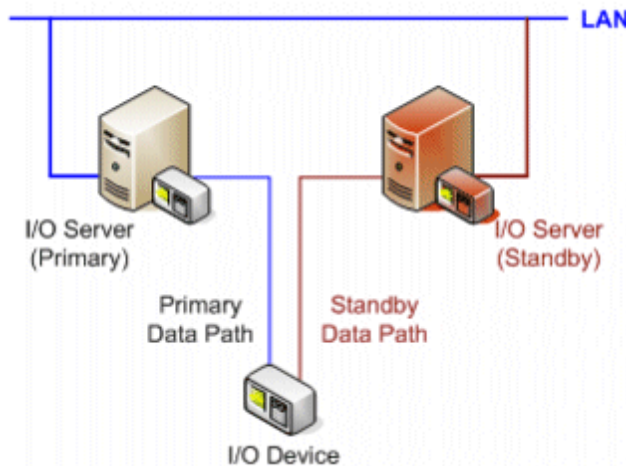 LAN
I/O Server
(Primary)
I/O Server
(Standby)
Primary
Data Path
Standby
Data Path
I/O Device